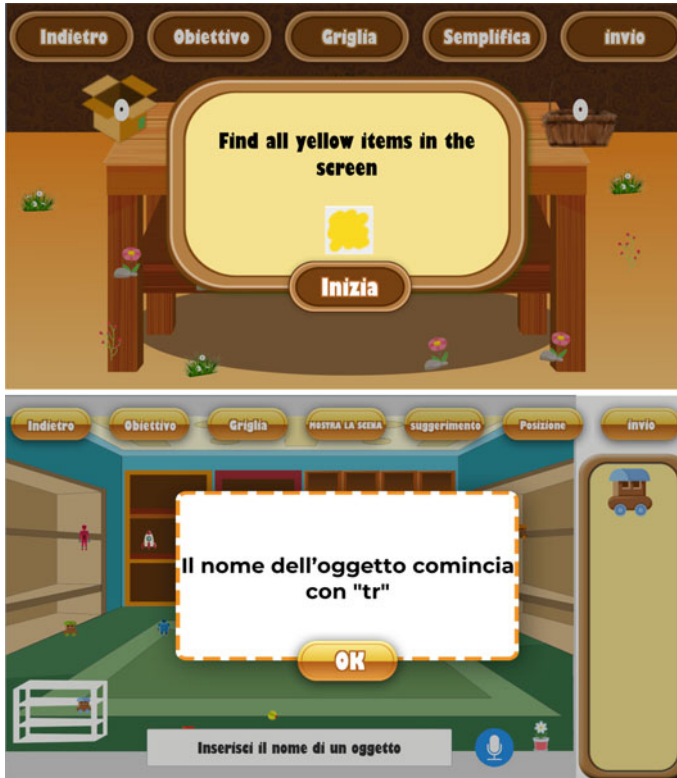 Indietro Obiettivo Griglia Semplifica invio
Find all yellow items in the
screen
Inizia
Indietro Obiettivo Griglia MOSTRA LA SCENA suggerimento Posizione invio
Il nome dell'oggetto comincia
con "tr"
OK
Inserisci il nome di un oggetto